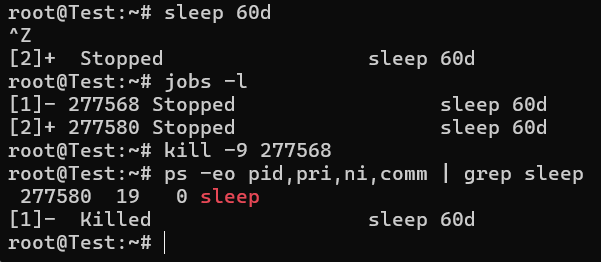 root@Test:~# sleep 60d
^Z
[2]+  Stopped                 sleep 60d
root@Test:~# jobs -l
[1]- 277568 Stopped                 sleep 60d
[2]+ 277580 Stopped                 sleep 60d
root@Test:~# kill -9 277568
root@Test:~# ps -eo pid,pri,ni,comm | grep sleep
 277580  19   0 sleep
[1]-  Killed                  sleep 60d
root@Test:~#